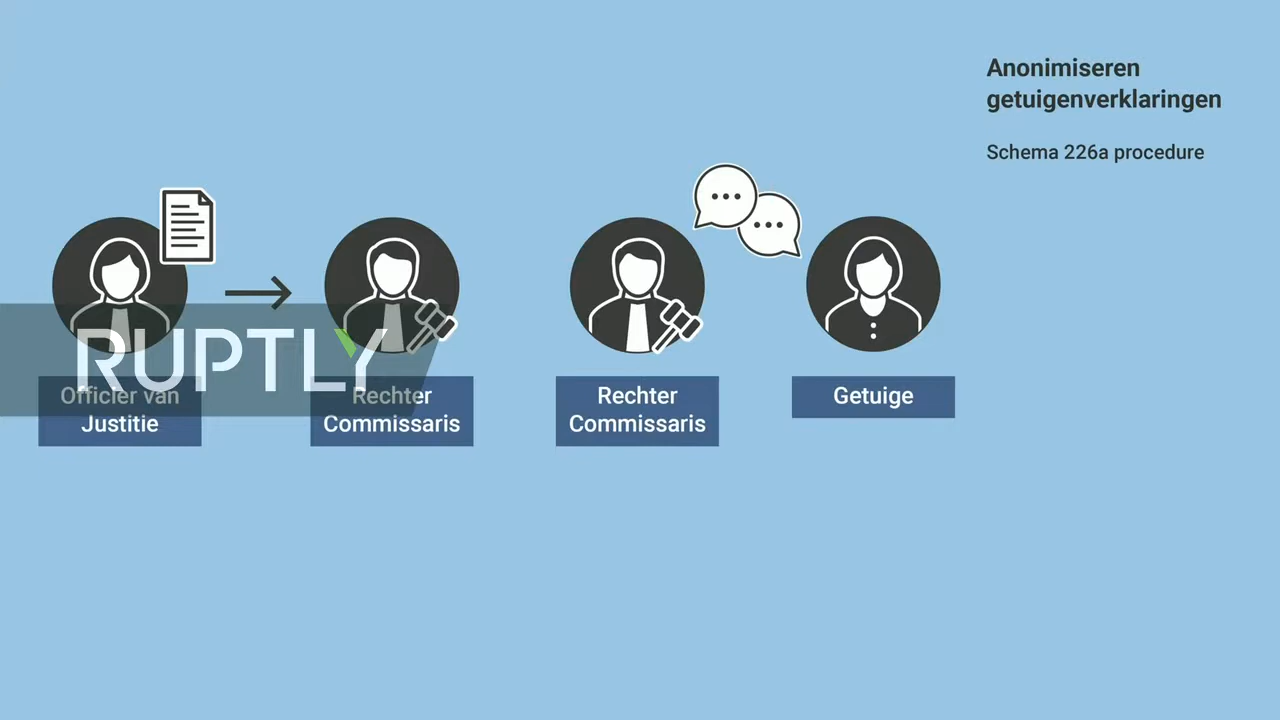 Anonimiseren
getuigenverklaringen
Schema 226a procedure
RUPTLY
Officier van
Justitie
Rechter
Commissaris
Rechter
Commissaris
Getuige